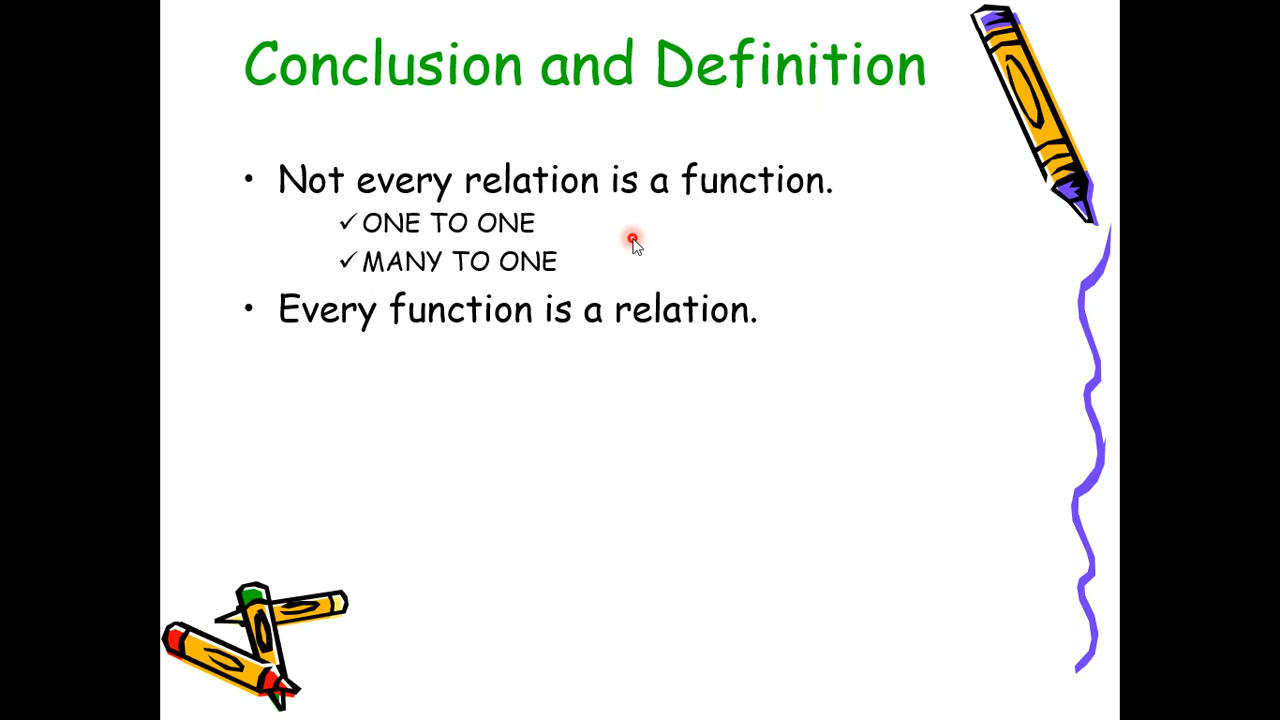 Conclusion and Definition
• Not every relation is a function.
✓ ONE TO ONE
✓ MANY TO ONE
• Every function is a relation.